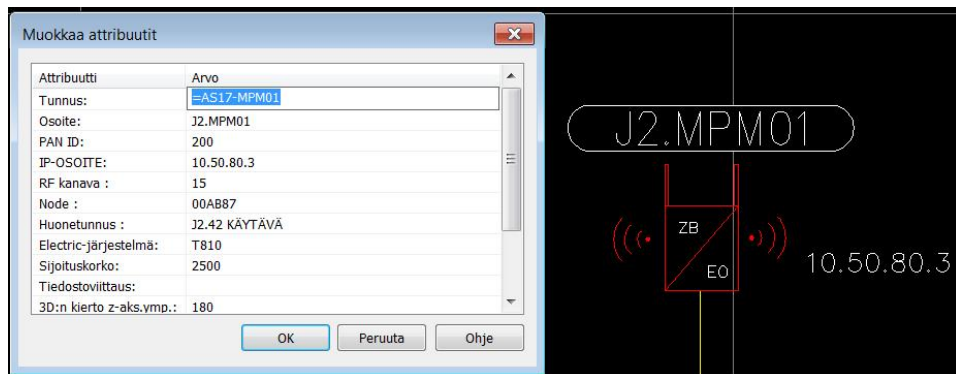 Muokkaa attribuutit
Attribuutti Arvo
Tunnus: =AS17-MPM01
Osoite: J2.MPM01
PAN ID: 200
IP-OSOITE: 10.50.80.3
RF kanava : 15
Node : 00AB87
Huonetunnus : J2.42 KÄYTÄVÄ
Electric-järjestelmä: T810
Sijoituskorko: 2500
Tiedostoviittaus:
3D:n kierto z-aks.ymp.: 180
OK Peruuta Ohje
J2.MPM01
ZB
EO
10.50.80.3